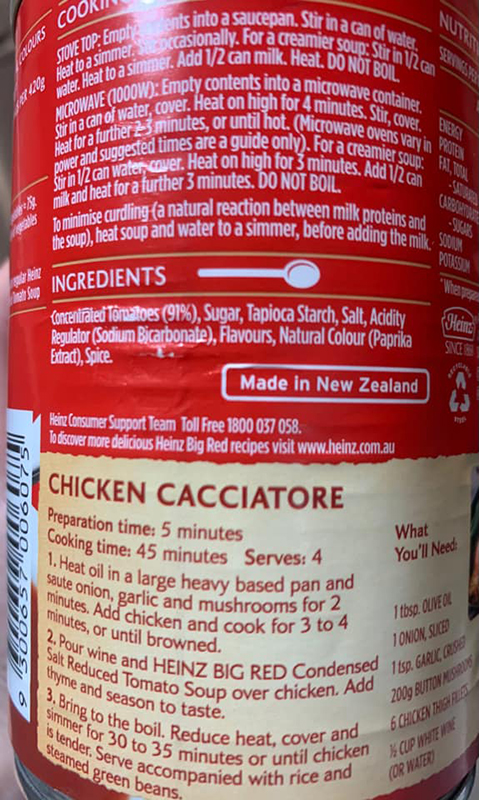 COLOURS
PER 420g
STOVE TOP: Empty contents into a saucepan. Stir in a can of water.
Heat to a simmer. Stir occasionally. For a creamier soup: Stir in 1/2 can
water. Heat to a simmer. Add 1/2 can milk. Heat. DO NOT BOIL.
MICROWAVE (1000W): Empty contents into a microwave container.
Stir in a can of water, cover. Heat on high for 4 minutes. Stir, cover.
Heat for a further 2-3 minutes, or until hot. (Microwave ovens vary in
power and suggested times are a guide only). For a creamier soup:
Stir in 1/2 can water, cover. Heat on high for 3 minutes. Add 1/2 can
milk and heat for a further 3 minutes. DO NOT BOIL.
To minimise curdling (a natural reaction between milk proteins and
the soup), heat soup and water to a simmer, before adding the milk.
Heinz
Tomato Soup
INGREDIENTS
Concentrated Tomatoes (91%), Sugar, Tapioca Starch, Salt, Acidity
Regulator (Sodium Bicarbonate), Flavours, Natural Colour (Paprika
Extract), Spice.
Made in New Zealand
Heinz Consumer Support Team Toll Free 1800 037 058.
To discover more delicious Heinz Big Red recipes visit www.heinz.com.au
ENERGY
PROTEIN
FAT, TOTAL
SODIUM
POTASSIUM
Heinz
SINCE 1869
9 300657 006075
CHICKEN CACCIATORE
Preparation time: 5 minutes
Cooking time: 45 minutes Serves: 4
1. Heat oil in a large heavy based pan and
saute onion, garlic and mushrooms for 2
minutes. Add chicken and cook for 3 to 4
minutes, or until browned.
2. Pour wine and HEINZ BIG RED Condensed
Salt Reduced Tomato Soup over chicken. Add
thyme and season to taste.
3. Bring to the boil. Reduce heat, cover and
simmer for 30 to 35 minutes or until chicken
is tender. Serve accompanied with rice and
steamed green beans.
What
You'll Need:
1 tbsp. OLIVE OIL
1 ONION, SLICED
1 tsp. GARLIC, CRUSHED
200g BUTTON MUSHROOMS
6 CHICKEN THIGH FILLETS
½ CUP WHITE WINE
(OR WATER)